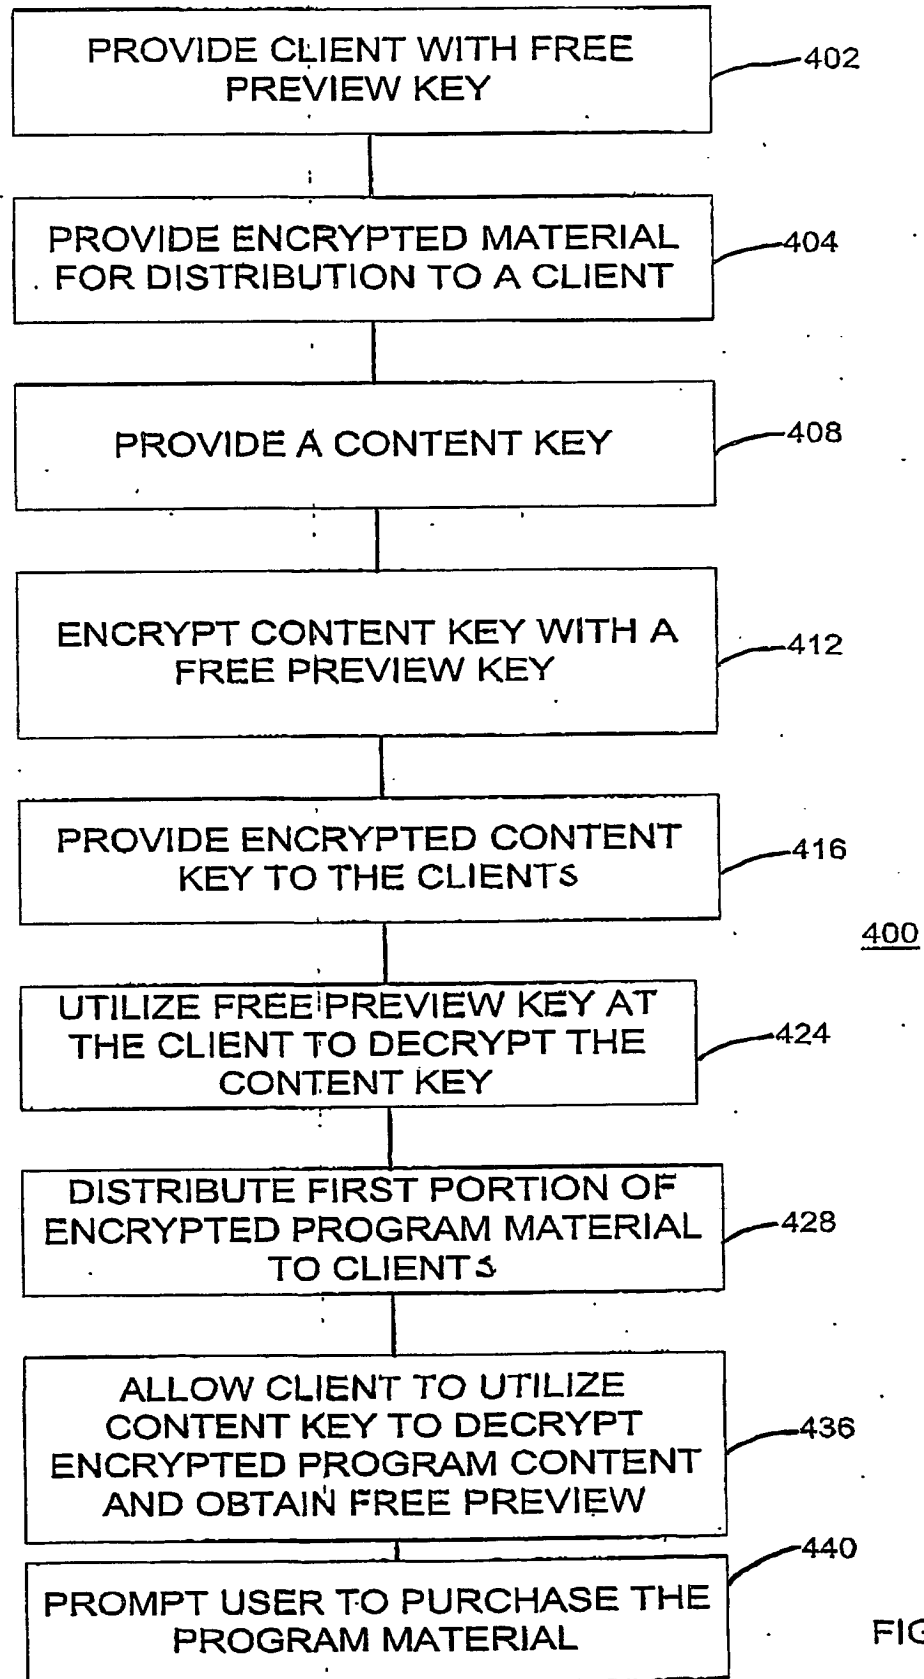 PROVIDE CLIENT WITH FREE
PREVIEW KEY
402
PROVIDE ENCRYPTED MATERIAL
FOR DISTRIBUTION TO A CLIENT
404
PROVIDE A CONTENT KEY
408
ENCRYPT CONTENT KEY WITH A
FREE PREVIEW KEY
412
PROVIDE ENCRYPTED CONTENT
KEY TO THE CLIENTS
416
400
UTILIZE FREE PREVIEW KEY AT
THE CLIENT TO DECRYPT THE
CONTENT KEY
424
DISTRIBUTE FIRST PORTION OF
ENCRYPTED PROGRAM MATERIAL
TO CLIENTS
428
ALLOW CLIENT TO UTILIZE
CONTENT KEY TO DECRYPT
ENCRYPTED PROGRAM CONTENT
AND OBTAIN FREE PREVIEW
436
440
PROMPT USER TO PURCHASE THE
PROGRAM MATERIAL
FIG